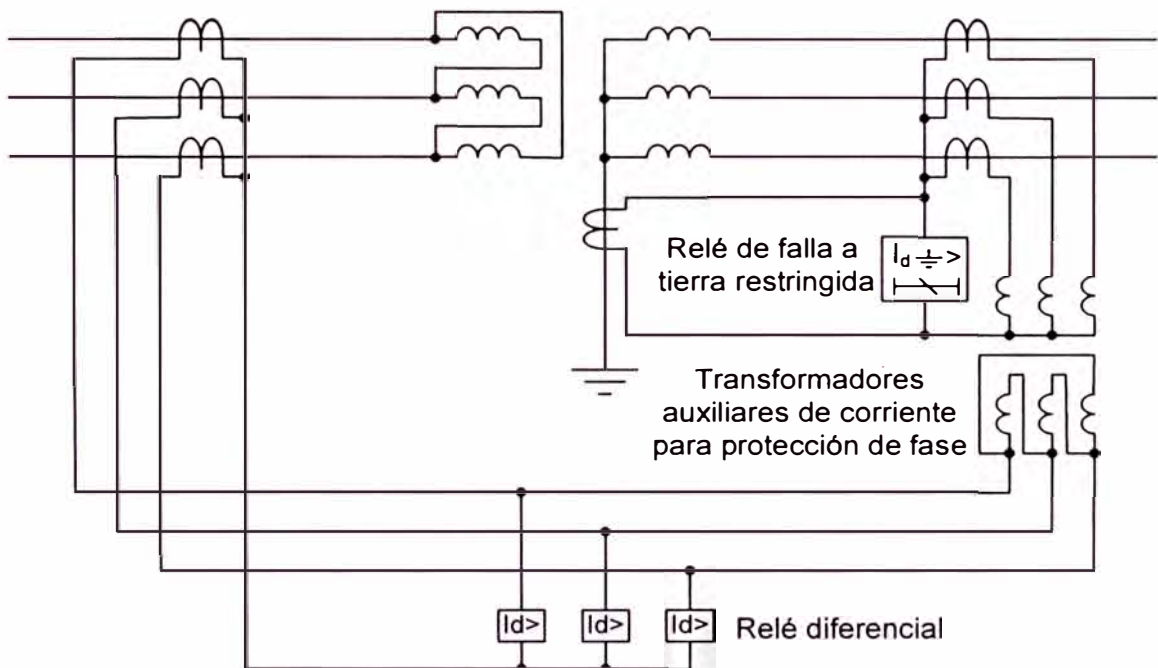 Relé de falla a
tierra restringida
Id ⏚ >
Transformadores
auxiliares de corriente
para protección de fase
Id>
Id>
Id>
Relé diferencial